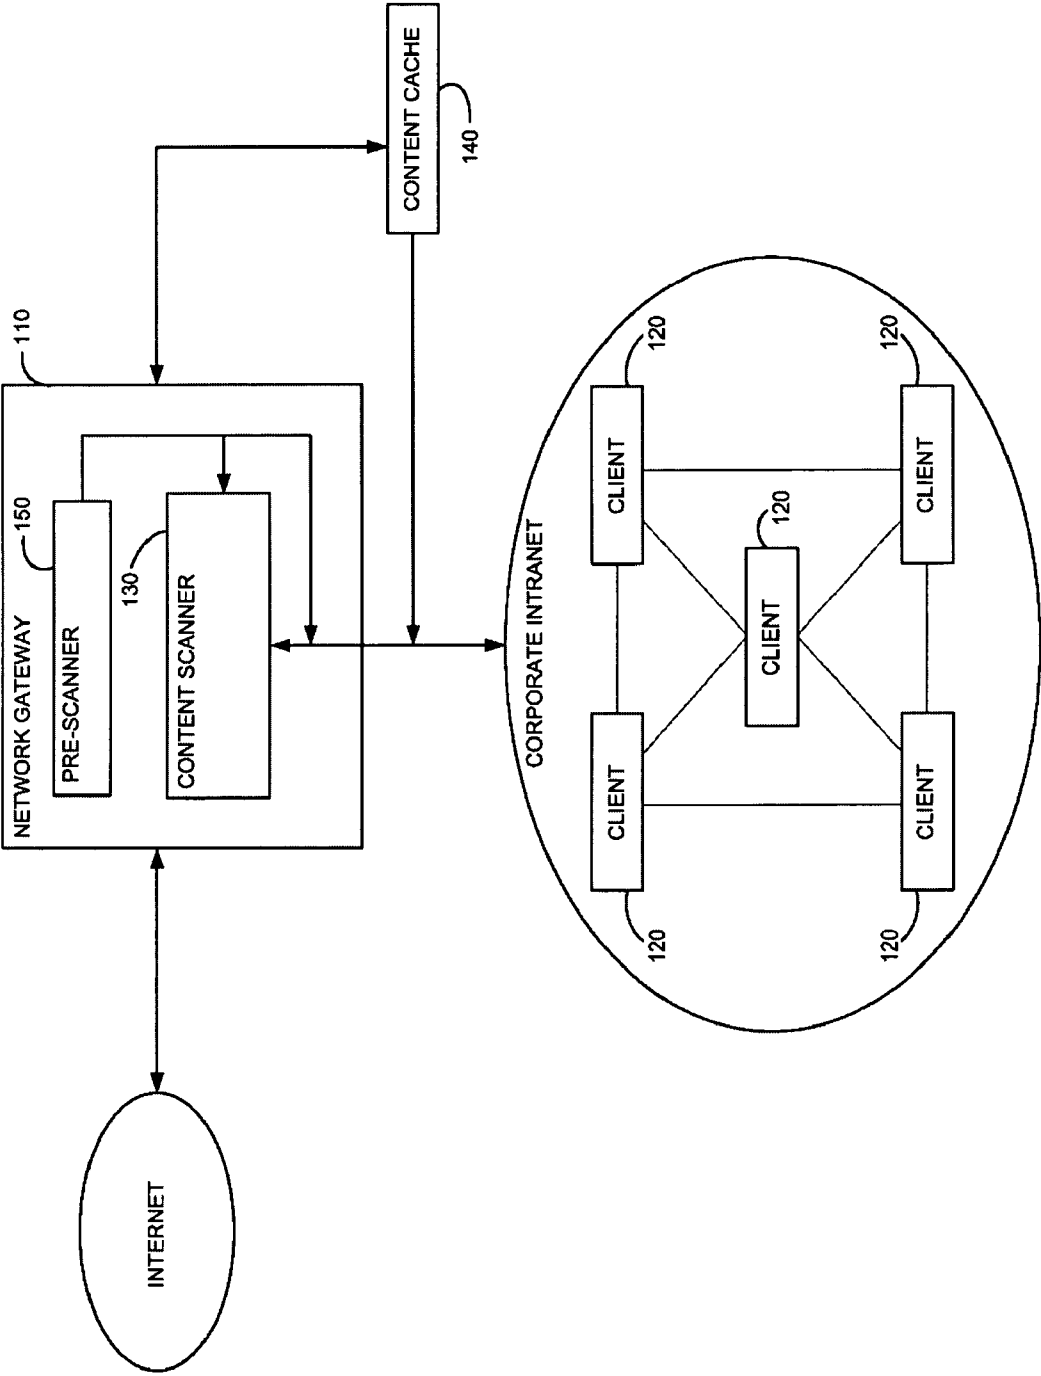 110
NETWORK GATEWAY
PRE-SCANNER
150
CONTENT SCANNER
130
INTERNET
CONTENT CACHE
140
CORPORATE INTRANET
CLIENT
120
CLIENT
120
CLIENT
120
CLIENT
120
CLIENT
120